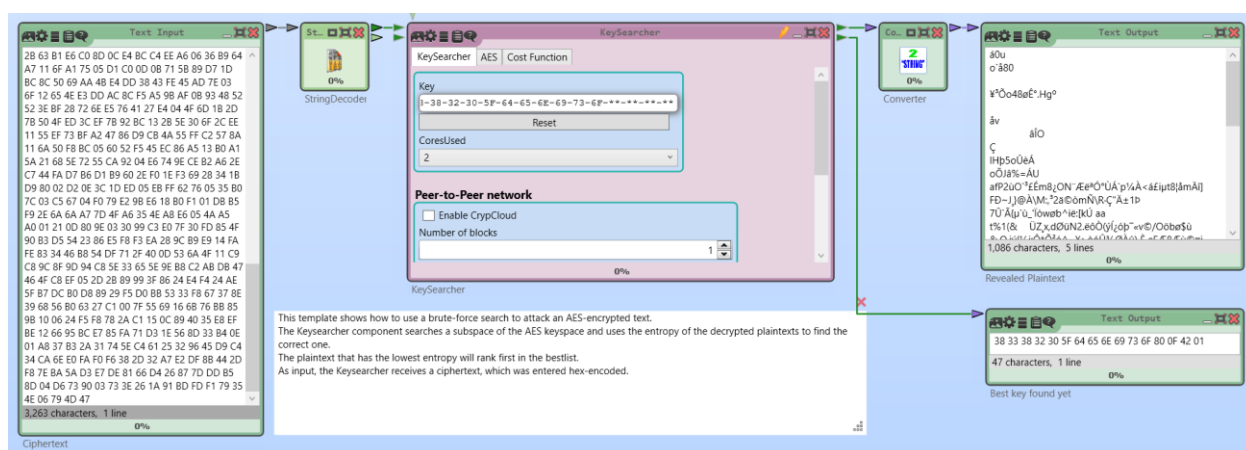 Text Input
2B 63 B1 E6 C0 8D 0C E4 BC C4 EE A6 06 36 B9 64
A7 11 6F A1 75 05 D1 C0 0D 0B 71 5B 89 D7 1D
BC 8C 50 69 AA 4B E4 DD 38 43 FE 45 AD 7E 03
6F 12 65 4E E3 DD AC 8C F5 A5 9B AF 0B 93 48 52
52 3E BF 28 72 6E E5 76 41 27 E4 04 4F 6D 1B 2D
7B 50 4F ED 3C EF 7B 92 BC 13 2B 5E 30 6F 2C EE
11 55 EF 73 BF A2 47 86 D9 CB 4A 55 FF C2 57 8A
11 6A 50 F8 BC 05 60 52 F5 45 EC 86 A5 13 B0 A1
5A 21 68 5E 72 55 CA 92 04 E6 74 9E CE B2 A6 2E
C7 44 FA D7 B6 D1 B9 60 2E F0 1E F3 69 28 34 1B
D9 80 02 D2 0E 3C 1D ED 05 EB FF 62 76 05 35 B0
7C 03 C5 67 04 F0 79 E2 9B E6 18 B0 F1 01 DB B5
F9 2E 6A 6A A7 7D 4F A6 35 4E A8 E6 05 4A A5
A0 01 21 0D 80 9E 03 30 99 C3 E0 7F 30 FD 85 4F
90 B3 D5 54 23 86 E5 F8 F3 EA 28 9C B9 E9 14 FA
FE 83 34 46 B8 54 DF 71 2F 40 0D 53 6A 4F 11 C9
C8 9C 8F 9D 94 C8 5E 33 65 5E 9E B8 C2 AB DB 47
46 4F C8 EF 05 2D 2B 89 99 3F 86 24 E4 F4 24 AE
5F B7 DC B0 D8 89 29 F5 D0 BB 53 33 F8 67 37 8E
39 68 56 B0 63 27 C1 00 7F 55 69 16 6B 76 BB 85
9B 10 06 24 F5 F8 78 2A C1 15 0C 89 40 35 E8 EF
BE 12 66 95 BC E7 85 FA 71 D3 1E 56 8D 33 B4 0E
01 A8 37 B3 2A 31 74 5E C4 61 25 32 96 45 D9 C4
34 CA 6E E0 FA F0 F6 38 2D 32 A7 E2 DF 8B 44 2D
F8 7E BA 5A D3 E7 DE 81 66 D4 26 87 7D DD B5
8D 04 D6 73 90 03 73 3E 26 1A 91 BD FD F1 79 35
4E 06 79 4D 47
3,263 characters, 1 line
0%
Ciphertext
St...
0%
StringDecoder
KeySearcher
KeySearcher AES Cost Function
Key
-38-32-30-5F-64-65-6E-69-73-6F-**-**-**-**
Reset
CoresUsed
2
Peer-to-Peer network
Enable CrypCloud
Number of blocks
1
0%
KeySearcher
This template shows how to use a brute-force search to attack an AES-encrypted text.
The Keysearcher component searches a subspace of the AES keyspace and uses the entropy of the decrypted plaintexts to find the
correct one.
The plaintext that has the lowest entropy will rank first in the bestlist.
As input, the Keysearcher receives a ciphertext, which was entered hex-encoded.
Co...
2
"STRING"
0%
Converter
Text Output
á0u
åv
Ç
1,086 characters, 5 lines
0%
Revealed Plaintext
Text Output
38 33 38 32 30 5F 64 65 6E 69 73 6F 80 0F 42 01
47 characters, 1 line
0%
Best key found yet